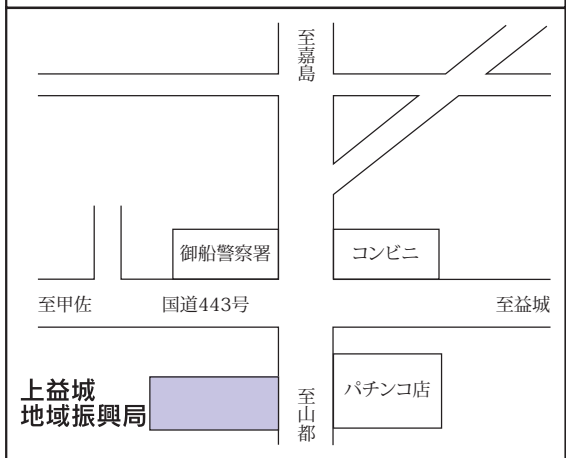 至嘉島
御船警察署
コンビニ
至甲佐
国道443号
至益城
上益城
地域振興局
至山都
パチンコ店